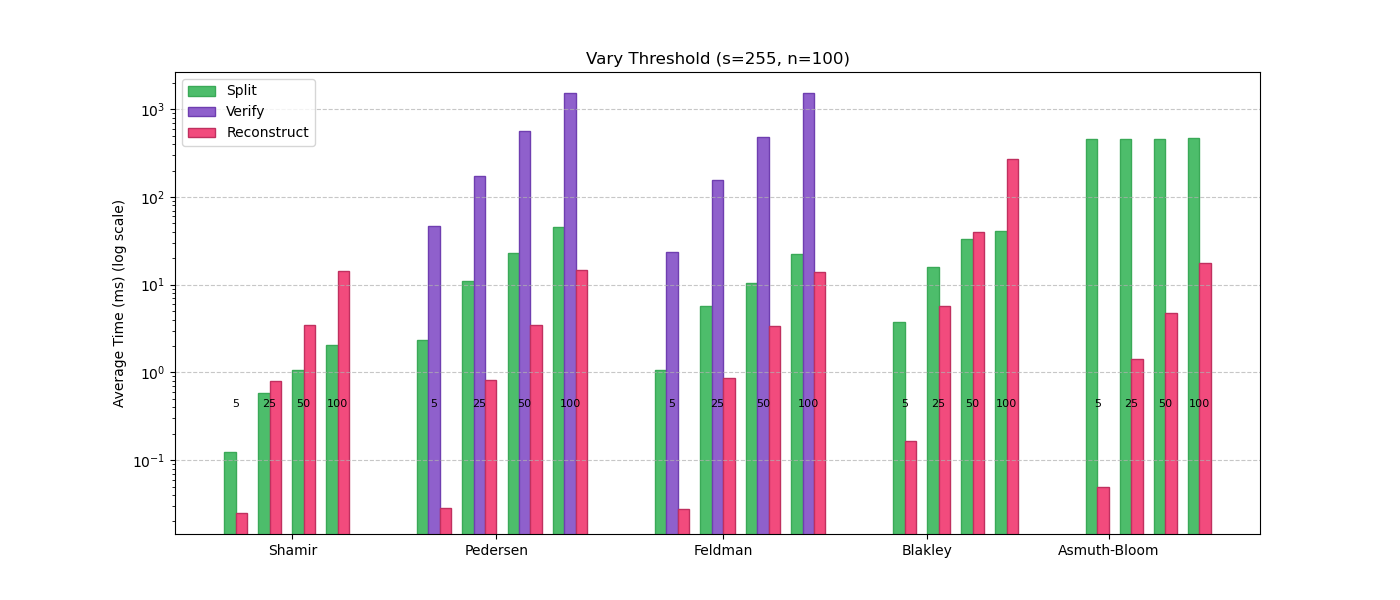 Vary Threshold (s=255, n=100)
Split
Verify
Reconstruct
Average Time (ms) (log scale)
10³
10²
10¹
10⁰
10⁻¹
5 25 50 100 5 25 50 100 5 25 50 100 5 25 50 100 5 25 50 100
Shamir Pedersen Feldman Blakley Asmuth-Bloom